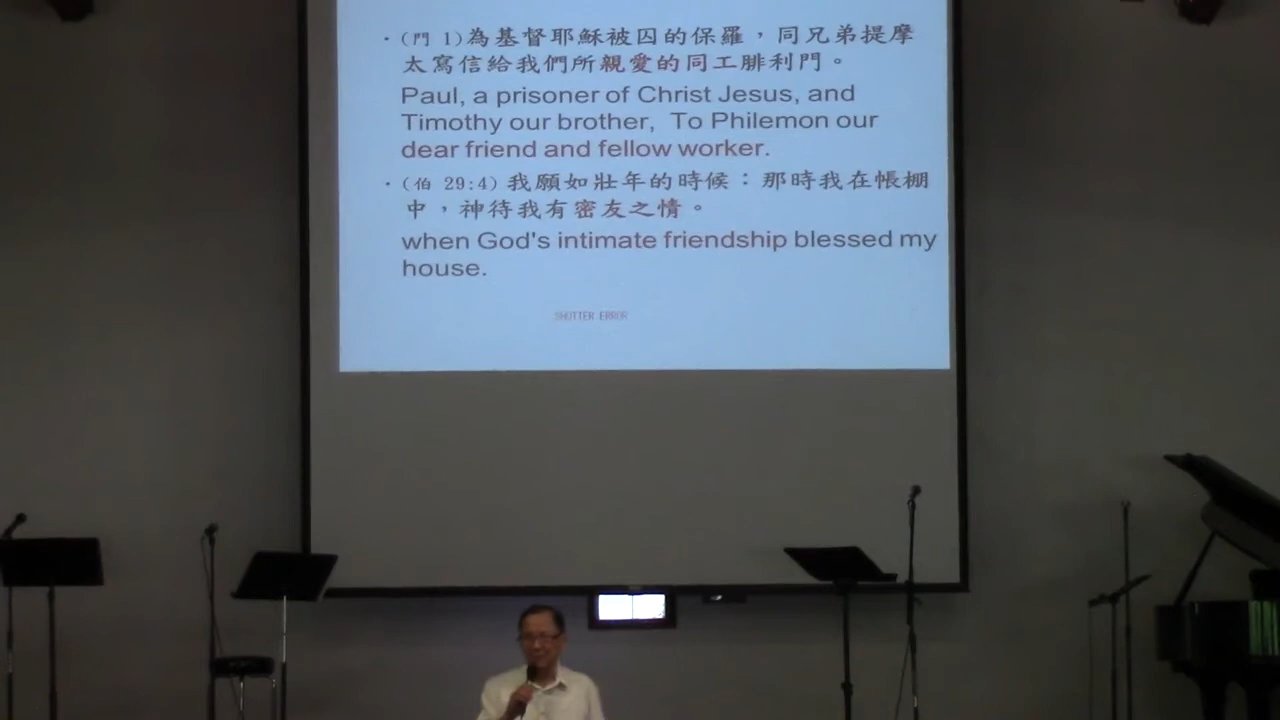 · (門 1)為基督耶穌被囚的保羅，同兄弟提摩
太寫信給我們所親愛的同工腓利門。
Paul, a prisoner of Christ Jesus, and
Timothy our brother,  To Philemon our
dear friend and fellow worker.
· (伯 29:4) 我願如壯年的時候：那時我在帳棚
中，神待我有密友之情。
when God's intimate friendship blessed my
house.
SHUTTER ERROR